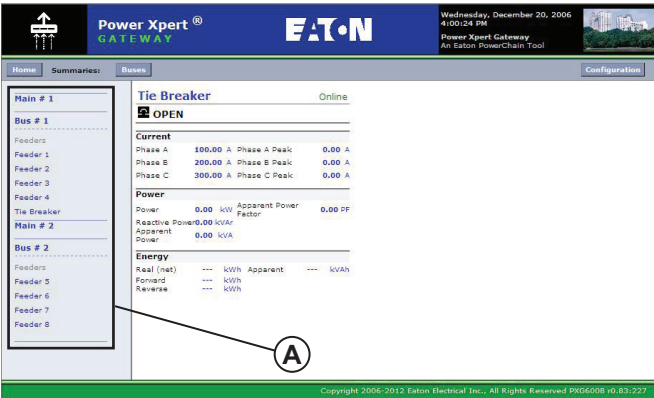 Power Xpert ®
GATEWAY
EATON
Wednesday, December 20, 2006
4:00:24 PM
Power Xpert Gateway
An Eaton PowerChain Tool
Home Summaries: Buses Configuration
Main # 1
Bus # 1
Feeders
Feeder 1
Feeder 2
Feeder 3
Feeder 4
Tie Breaker
Main # 2
Bus # 2
Feeders
Feeder 5
Feeder 6
Feeder 7
Feeder 8
Tie Breaker Online
OPEN
Current
Phase A 100.00 A Phase A Peak 0.00 A
Phase B 200.00 A Phase B Peak 0.00 A
Phase C 300.00 A Phase C Peak 0.00 A
Power
Power 0.00 kW Apparent Power Factor 0.00 PF
Reactive Power 0.00 kVAr
Apparent Power 0.00 kVA
Energy
Real (net) --- kWh Apparent --- kVAh
Forward --- kWh
Reverse --- kWh
A
Copyright 2006-2012 Eaton Electrical Inc., All Rights Reserved PXG600B r0.83:227